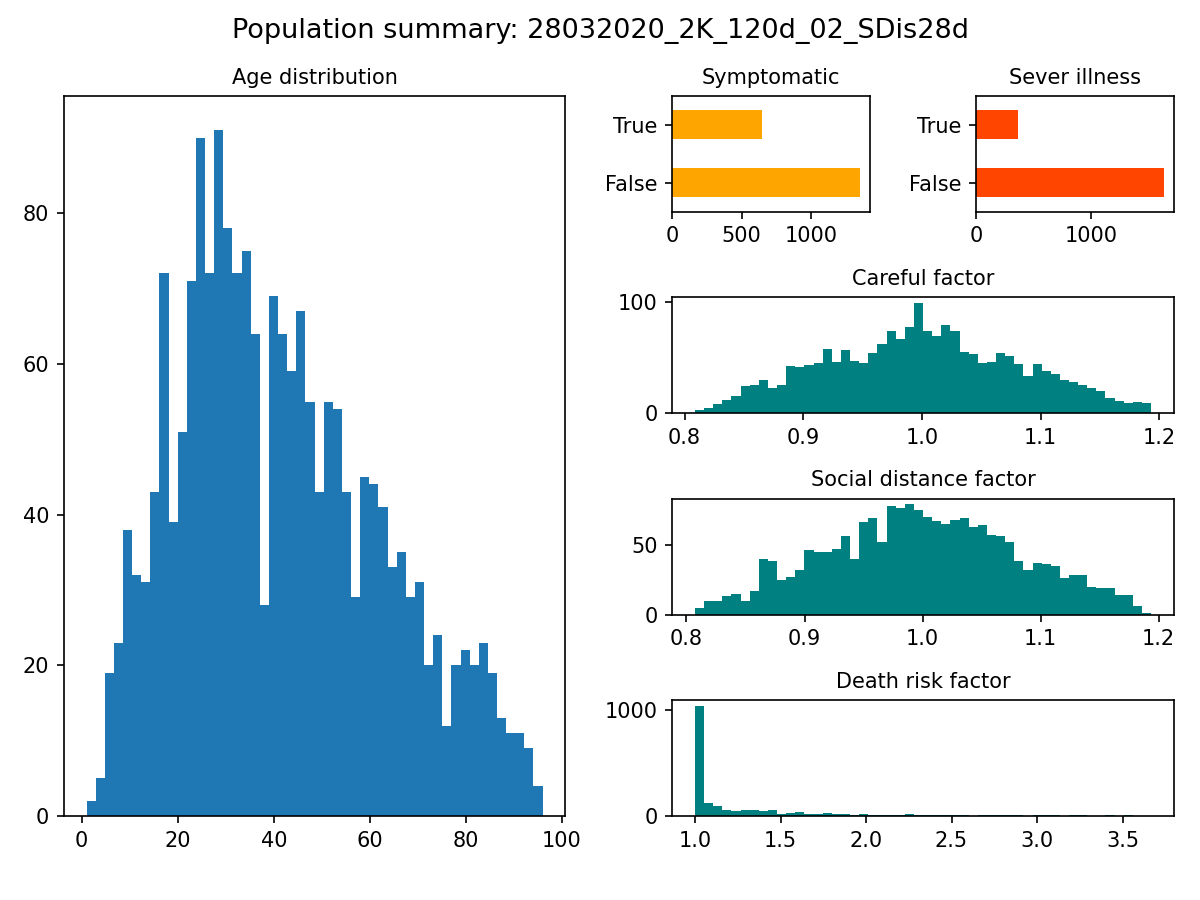 Population summary: 28032020_2K_120d_02_SDis28d
Age distribution
80
60
40
20
0
0 20 40 60 80 100
Symptomatic
True
False
0 500 1000
Sever illness
True
False
0 1000
Careful factor
100
0
0.8 0.9 1.0 1.1 1.2
Social distance factor
50
0
0.8 0.9 1.0 1.1 1.2
Death risk factor
1000
0
1.0 1.5 2.0 2.5 3.0 3.5